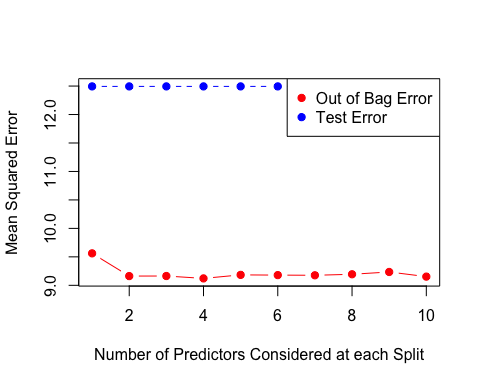 Out of Bag Error
Test Error
Mean Squared Error
12.0
11.0
10.0
9.0
2 4 6 8 10
Number of Predictors Considered at each Split